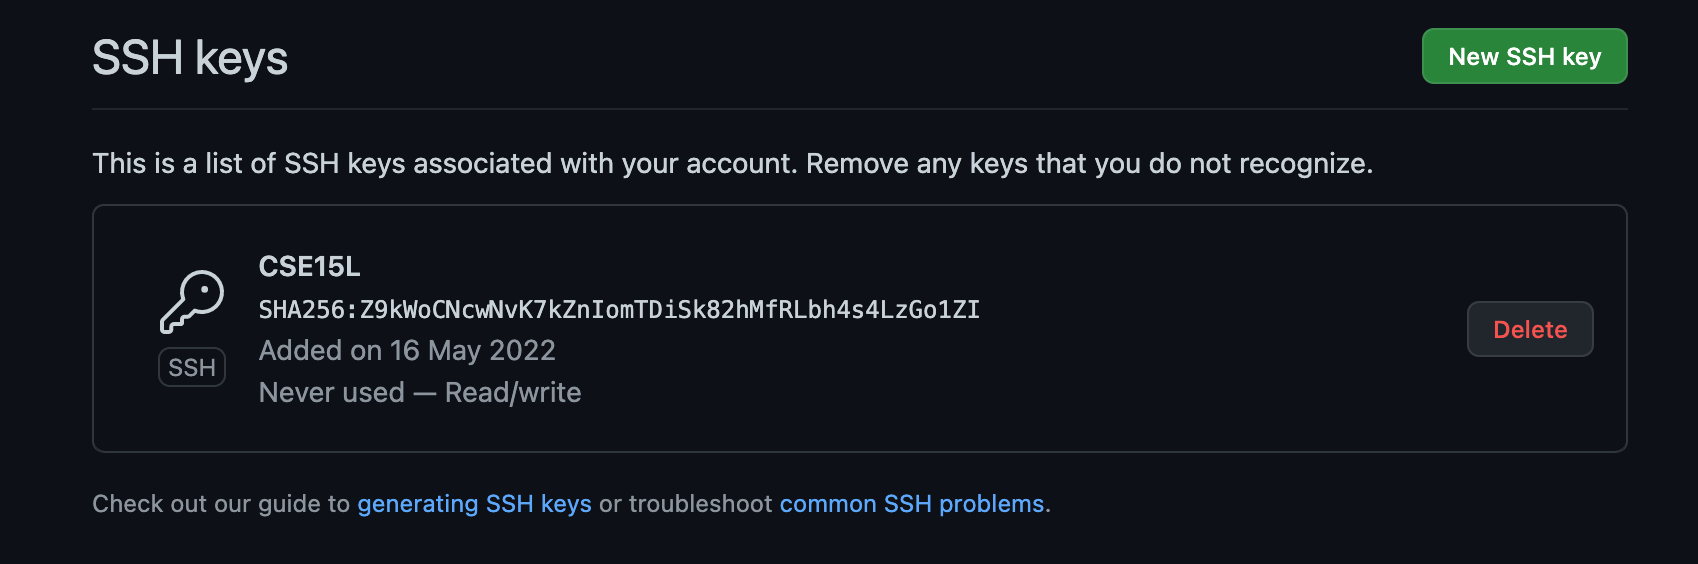 SSH keys
New SSH key
This is a list of SSH keys associated with your account. Remove any keys that you do not recognize.
CSE15L
SHA256:Z9kWoCNcwNvK7kZnIomTDiSk82hMfRLbh4s4LzGo1ZI
Added on 16 May 2022
Never used — Read/write
SSH
Delete
Check out our guide to generating SSH keys or troubleshoot common SSH problems.